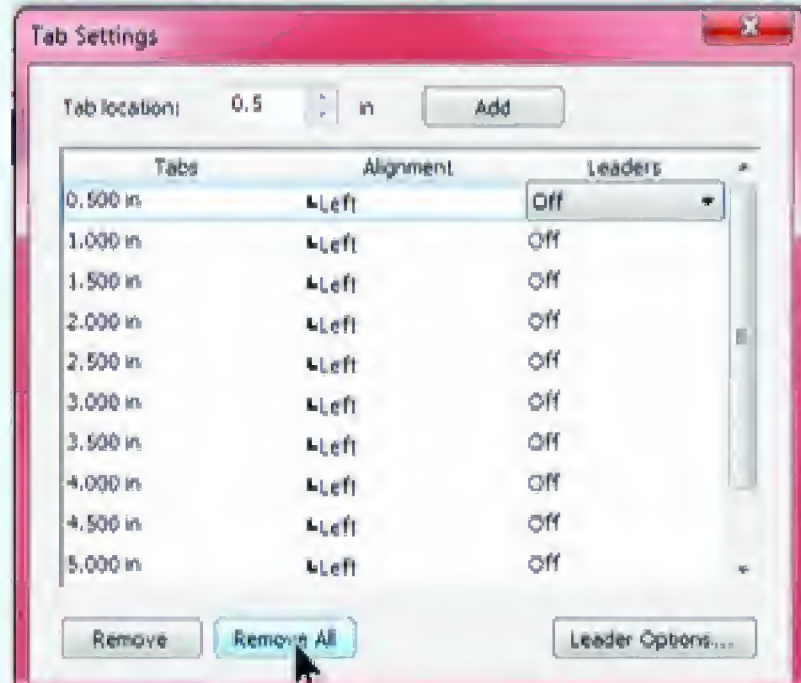 Tab Settings
Tab location: 0.5 in Add
Tabs Alignment Leaders
0.500 in Left Off
1.000 in Left Off
1.500 in Left Off
2.000 in Left Off
2.500 in Left Off
3.000 in Left Off
3.500 in Left Off
4.000 in Left Off
4.500 in Left Off
5.000 in Left Off
Remove Remove All Leader Options...